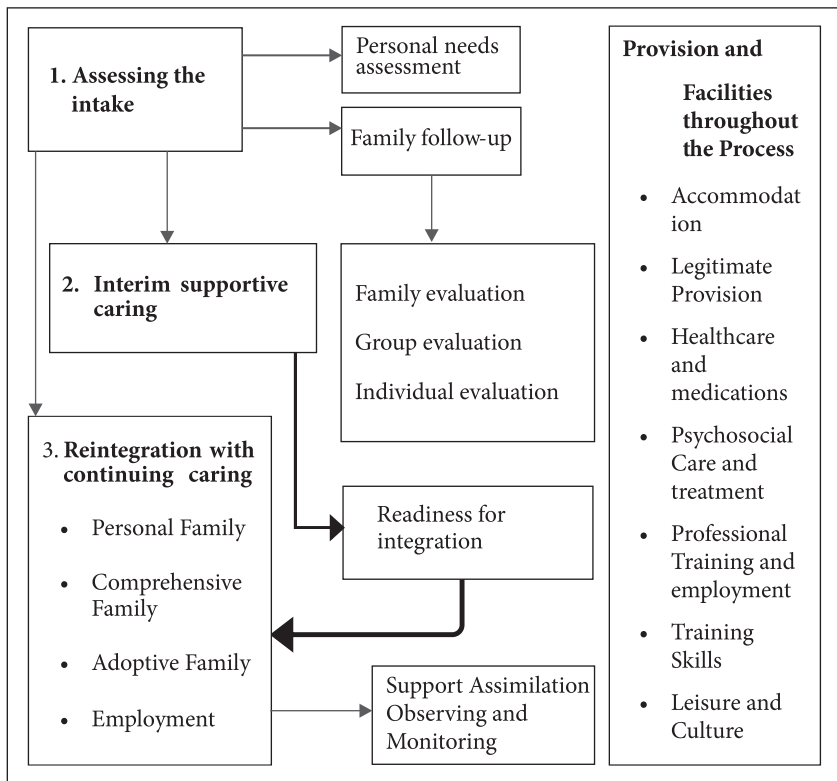 1. Assessing the
intake
Personal needs
assessment
Family follow-up
2. Interim supportive
caring
Family evaluation
Group evaluation
Individual evaluation
3. Reintegration with
continuing caring
• Personal Family
• Comprehensive
Family
• Adoptive Family
• Employment
Readiness for
integration
Support Assimilation
Observing and
Monitoring
Provision and
Facilities
throughout
the Process
• Accommodat
ion
• Legitimate
Provision
• Healthcare
and
medications
• Psychosocial
Care and
treatment
• Professional
Training and
employment
• Training
Skills
• Leisure and
Culture